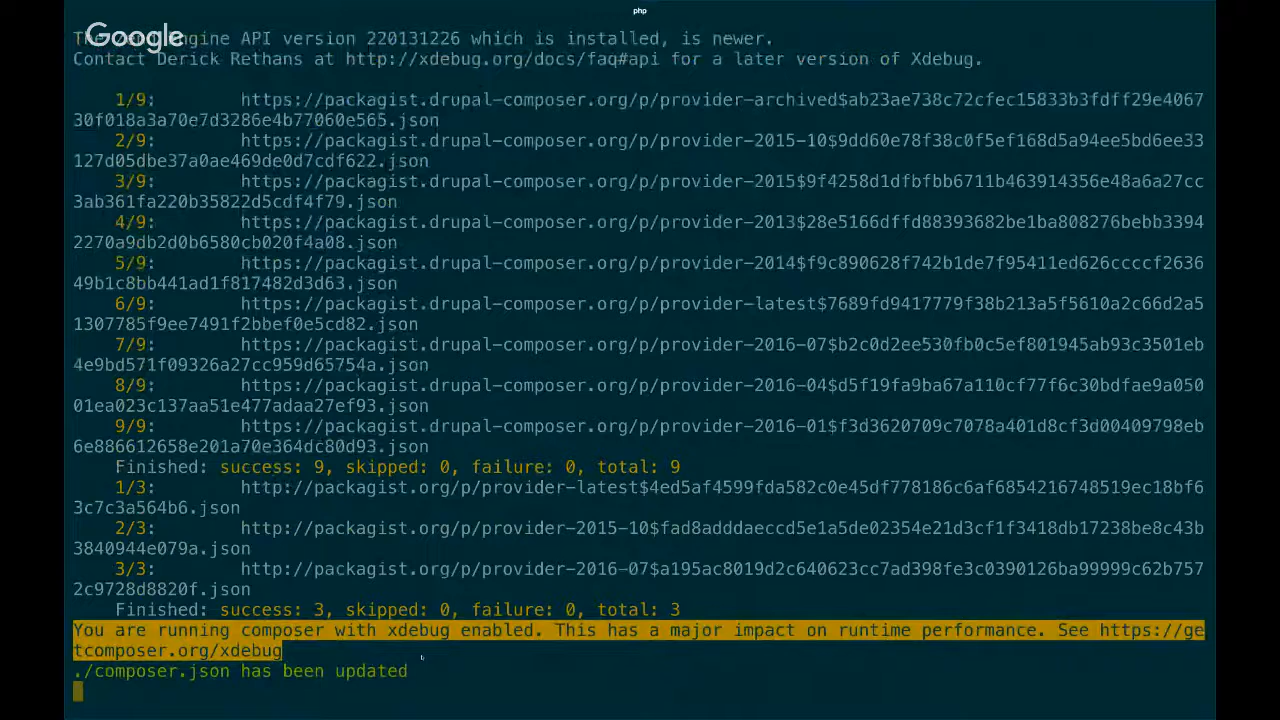 php
Google
The Engine API version 220131226 which is installed, is newer.
Contact Derick Rethans at http://xdebug.org/docs/faq#api for a later version of Xdebug.
1/9: https://packagist.drupal-composer.org/p/provider-archived$ab23ae738c72cfec15833b3fdff29e4067
30f018a3a70e7d3286e4b77060e565.json
2/9: https://packagist.drupal-composer.org/p/provider-2015-10$9dd60e78f38c0f5ef168d5a94ee5bd6ee33
127d05dbe37a0ae469de0d7cdf622.json
3/9: https://packagist.drupal-composer.org/p/provider-2015$9f4258d1dfbfbb6711b463914356e48a6a27cc
3ab361fa220b35822d5cdf4f79.json
4/9: https://packagist.drupal-composer.org/p/provider-2013$28e5166dffd88393682be1ba808276bebb3394
2270a9db2d0b6580cb020f4a08.json
5/9: https://packagist.drupal-composer.org/p/provider-2014$f9c890628f742b1de7f95411ed626ccccf2636
49b1c8bb441ad1f817482d3d63.json
6/9: https://packagist.drupal-composer.org/p/provider-latest$7689fd9417779f38b213a5f5610a2c66d2a5
1307785f9ee7491f2bbef0e5cd82.json
7/9: https://packagist.drupal-composer.org/p/provider-2016-07$b2c0d2ee530fb0c5ef801945ab93c3501eb
4e9bd571f09326a27cc959d65754a.json
8/9: https://packagist.drupal-composer.org/p/provider-2016-04$d5f19fa9ba67a110cf77f6c30bdfae9a050
01ea023c137aa51e477adaa27ef93.json
9/9: https://packagist.drupal-composer.org/p/provider-2016-01$f3d3620709c7078a401d8cf3d00409798eb
6e886612658e201a70e364dc80d93.json
Finished: success: 9, skipped: 0, failure: 0, total: 9
1/3: http://packagist.org/p/provider-latest$4ed5af4599fda582c0e45df778186c6af6854216748519ec18bf6
3c7c3a564b6.json
2/3: http://packagist.org/p/provider-2015-10$fad8adddaeccd5e1a5de02354e21d3cf1f3418db17238be8c43b
3840944e079a.json
3/3: http://packagist.org/p/provider-2016-07$a195ac8019d2c640623cc7ad398fe3c0390126ba99999c62b757
2c9728d8820f.json
Finished: success: 3, skipped: 0, failure: 0, total: 3
You are running composer with xdebug enabled. This has a major impact on runtime performance. See https://ge
tcomposer.org/xdebug
./composer.json has been updated